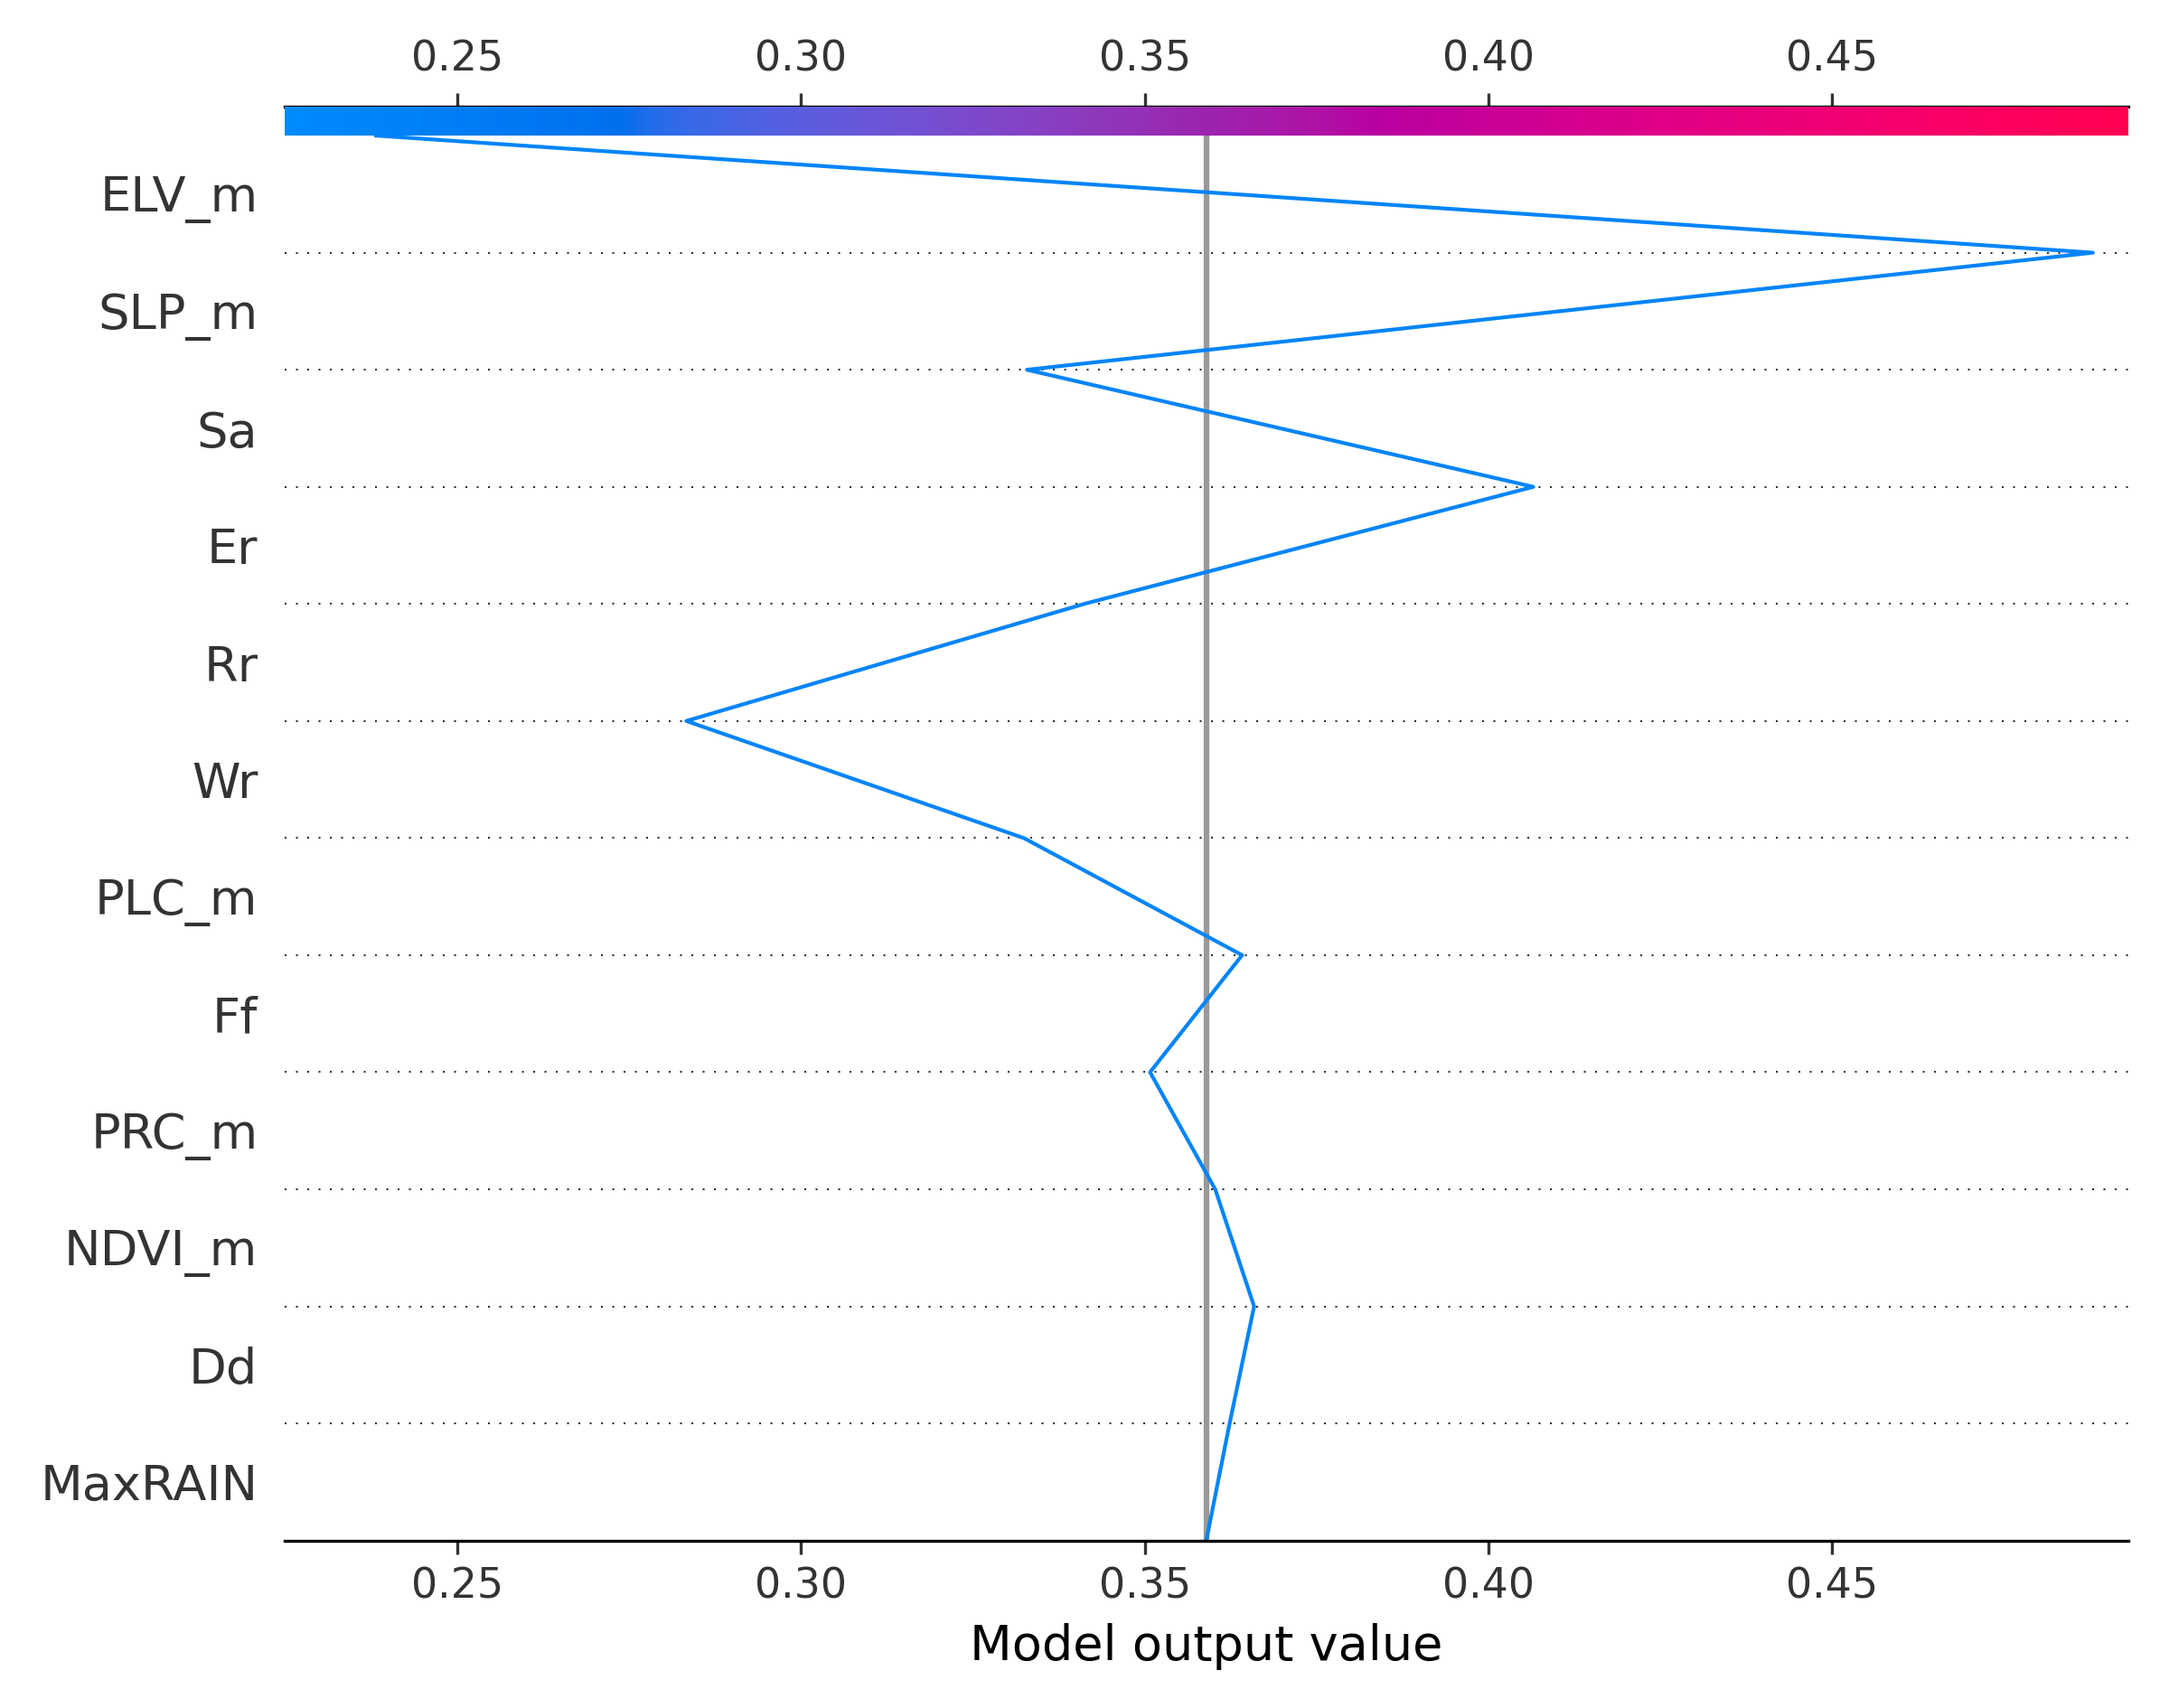 0.25 0.30 0.35 0.40 0.45
ELV_m
SLP_m
Sa
Er
Rr
Wr
PLC_m
Ff
PRC_m
NDVI_m
Dd
MaxRAIN
0.25 0.30 0.35 0.40 0.45
Model output value